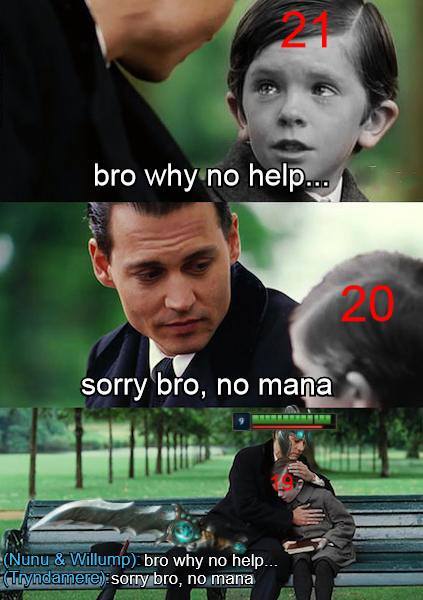 21
bro why no help...
20
sorry bro, no mana
9
19
(Nunu & Willump): bro why no help...
(Tryndamere): sorry bro, no mana